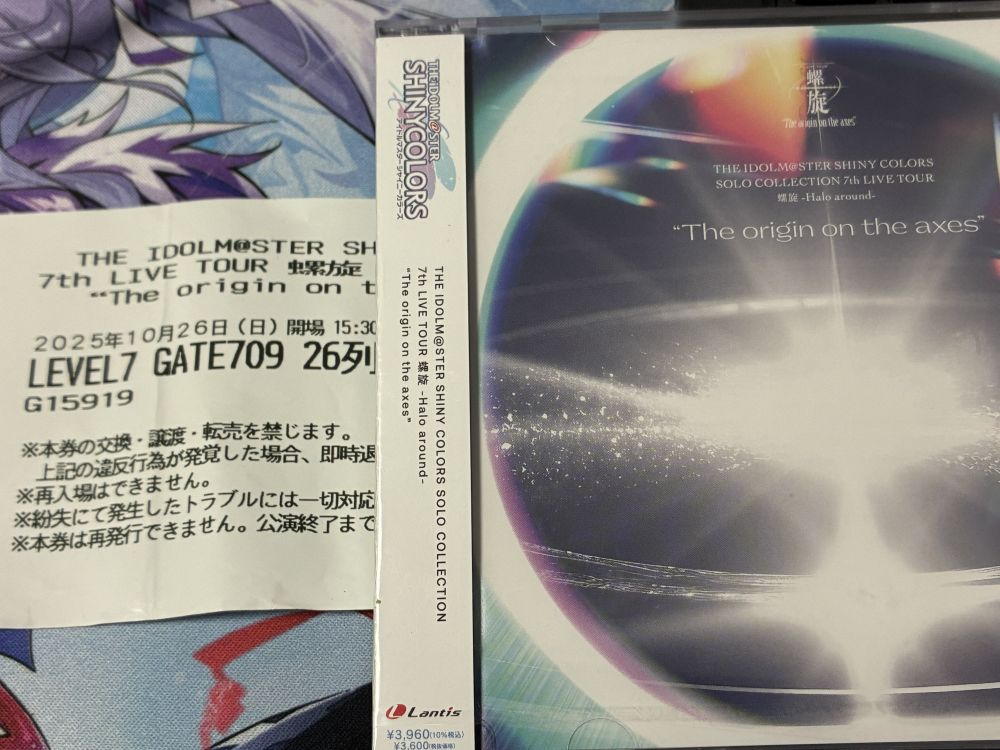 THE IDOLM@STER SH
7th LIVE TOUR 螺旋
“The origin on t
2025年10月26日(日) 開場 15:30
LEVEL7 GATE709 26列
G15919
※本券の交換・譲渡・転売を禁じます。
上記の違反行為が発覚した場合、即時退
※再入場はできません。
※紛失にて発生したトラブルには一切対応
※本券は再発行できません。公演終了まで
THE IDOLM@STER
SHINYCOLORS
アイドルマスターシャイニーカラーズ
THE IDOLM@STER SHINY COLORS SOLO COLLECTION
7th LIVE TOUR 螺旋 -Halo around-
“The origin on the axes”
Lantis
¥3,960(10%税込)
¥3,600(税抜価格)
螺旋
“The origin on the axes”
THE IDOLM@STER SHINY COLORS
SOLO COLLECTION 7th LIVE TOUR
螺旋 -Halo around-
“The origin on the axes”